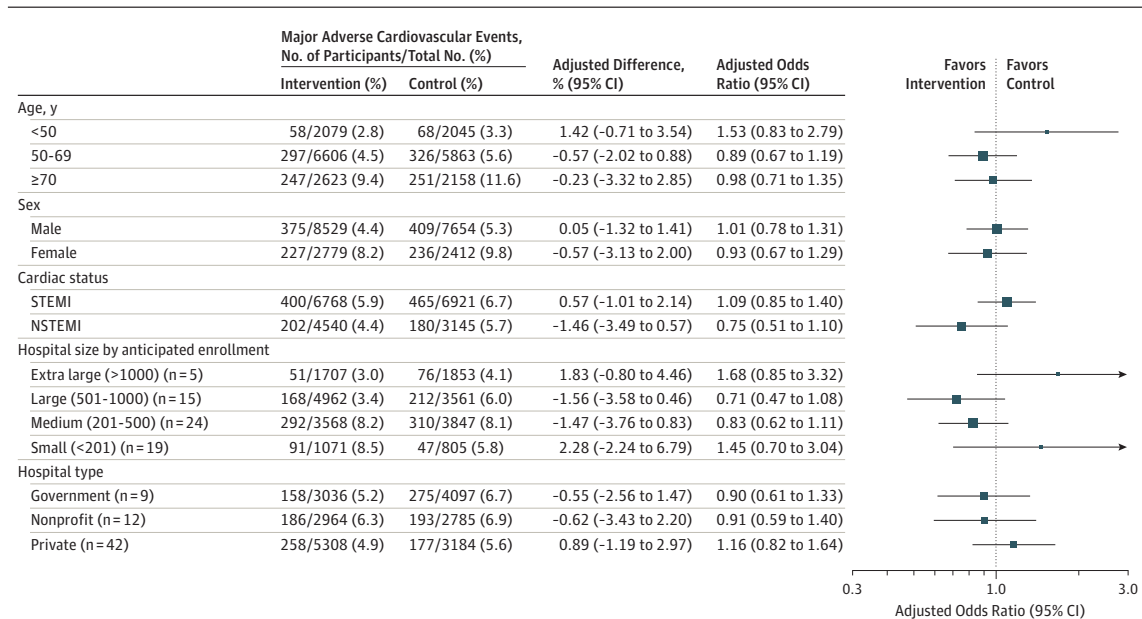 Major Adverse Cardiovascular Events,
No. of Participants/Total No. (%)
Intervention (%) Control (%) Adjusted Difference, % (95% CI) Adjusted Odds Ratio (95% CI) Favors Intervention Favors Control
Age, y
<50 58/2079 (2.8) 68/2045 (3.3) 1.42 (-0.71 to 3.54) 1.53 (0.83 to 2.79)
50-69 297/6606 (4.5) 326/5863 (5.6) -0.57 (-2.02 to 0.88) 0.89 (0.67 to 1.19)
≥70 247/2623 (9.4) 251/2158 (11.6) -0.23 (-3.32 to 2.85) 0.98 (0.71 to 1.35)
Sex
Male 375/8529 (4.4) 409/7654 (5.3) 0.05 (-1.32 to 1.41) 1.01 (0.78 to 1.31)
Female 227/2779 (8.2) 236/2412 (9.8) -0.57 (-3.13 to 2.00) 0.93 (0.67 to 1.29)
Cardiac status
STEMI 400/6768 (5.9) 465/6921 (6.7) 0.57 (-1.01 to 2.14) 1.09 (0.85 to 1.40)
NSTEMI 202/4540 (4.4) 180/3145 (5.7) -1.46 (-3.49 to 0.57) 0.75 (0.51 to 1.10)
Hospital size by anticipated enrollment
Extra large (>1000) (n=5) 51/1707 (3.0) 76/1853 (4.1) 1.83 (-0.80 to 4.46) 1.68 (0.85 to 3.32)
Large (501-1000) (n=15) 168/4962 (3.4) 212/3561 (6.0) -1.56 (-3.58 to 0.46) 0.71 (0.47 to 1.08)
Medium (201-500) (n=24) 292/3568 (8.2) 310/3847 (8.1) -1.47 (-3.76 to 0.83) 0.83 (0.62 to 1.11)
Small (<201) (n=19) 91/1071 (8.5) 47/805 (5.8) 2.28 (-2.24 to 6.79) 1.45 (0.70 to 3.04)
Hospital type
Government (n=9) 158/3036 (5.2) 275/4097 (6.7) -0.55 (-2.56 to 1.47) 0.90 (0.61 to 1.33)
Nonprofit (n=12) 186/2964 (6.3) 193/2785 (6.9) -0.62 (-3.43 to 2.20) 0.91 (0.59 to 1.40)
Private (n=42) 258/5308 (4.9) 177/3184 (5.6) 0.89 (-1.19 to 2.97) 1.16 (0.82 to 1.64)
0.3 1.0 3.0
Adjusted Odds Ratio (95% CI)